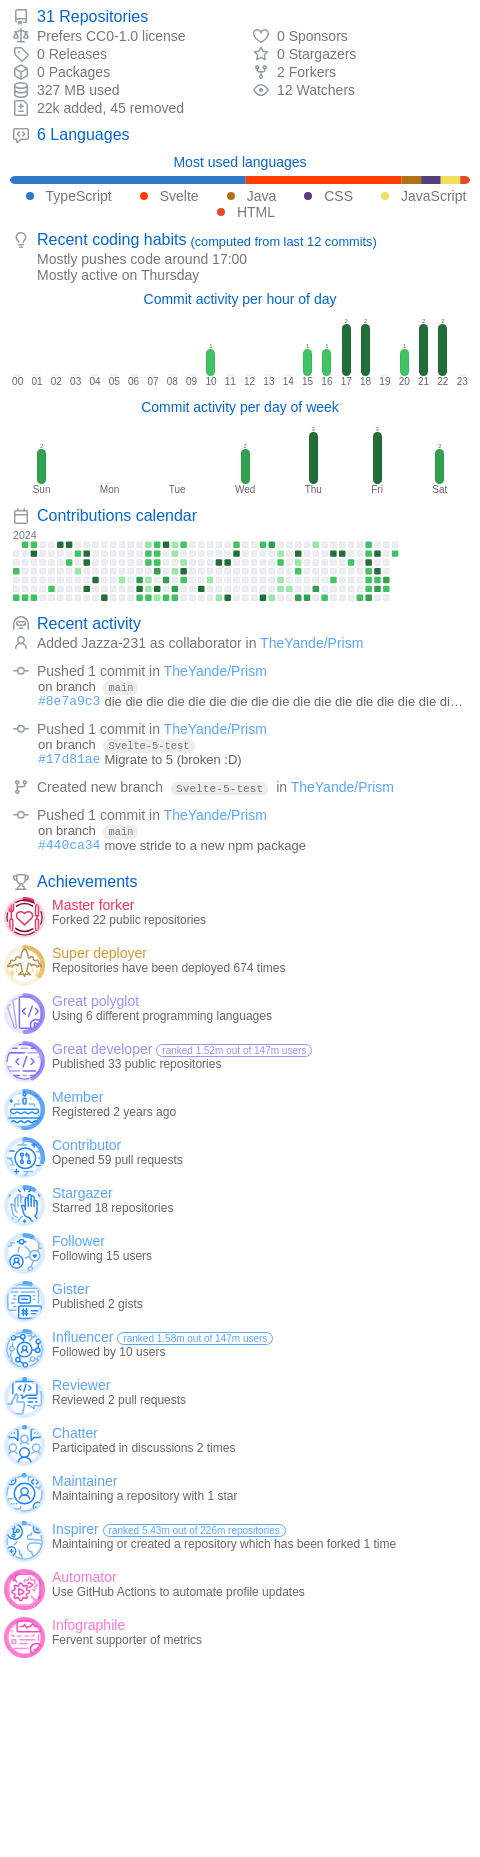 31 Repositories
Prefers CC0-1.0 license
0 Sponsors
0 Releases
0 Stargazers
0 Packages
2 Forkers
327 MB used
12 Watchers
22k added, 45 removed
6 Languages
Most used languages
TypeScript Svelte Java CSS JavaScript
HTML
Recent coding habits (computed from last 12 commits)
Mostly pushes code around 17:00
Mostly active on Thursday
Commit activity per hour of day
1 1 1 2 2 1 2 2
00 01 02 03 04 05 06 07 08 09 10 11 12 13 14 15 16 17 18 19 20 21 22 23
Commit activity per day of week
2 2 3 3 2
Sun Mon Tue Wed Thu Fri Sat
Contributions calendar
2024
Recent activity
Added Jazza-231 as collaborator in TheYande/Prism
Pushed 1 commit in TheYande/Prism
on branch main
#8e7a9c3 die die die die die die die die die die die die die die die die di…
Pushed 1 commit in TheYande/Prism
on branch Svelte-5-test
#17d81ae Migrate to 5 (broken :D)
Created new branch Svelte-5-test in TheYande/Prism
Pushed 1 commit in TheYande/Prism
on branch main
#440ca34 move stride to a new npm package
Achievements
Master forker
Forked 22 public repositories
Super deployer
Repositories have been deployed 674 times
Great polyglot
Using 6 different programming languages
Great developer ranked 1.52m out of 147m users
Published 33 public repositories
Member
Registered 2 years ago
Contributor
Opened 59 pull requests
Stargazer
Starred 18 repositories
Follower
Following 15 users
Gister
Published 2 gists
Influencer ranked 1.58m out of 147m users
Followed by 10 users
Reviewer
Reviewed 2 pull requests
Chatter
Participated in discussions 2 times
Maintainer
Maintaining a repository with 1 star
Inspirer ranked 5.43m out of 226m repositories
Maintaining or created a repository which has been forked 1 time
Automator
Use GitHub Actions to automate profile updates
Infographile
Fervent supporter of metrics